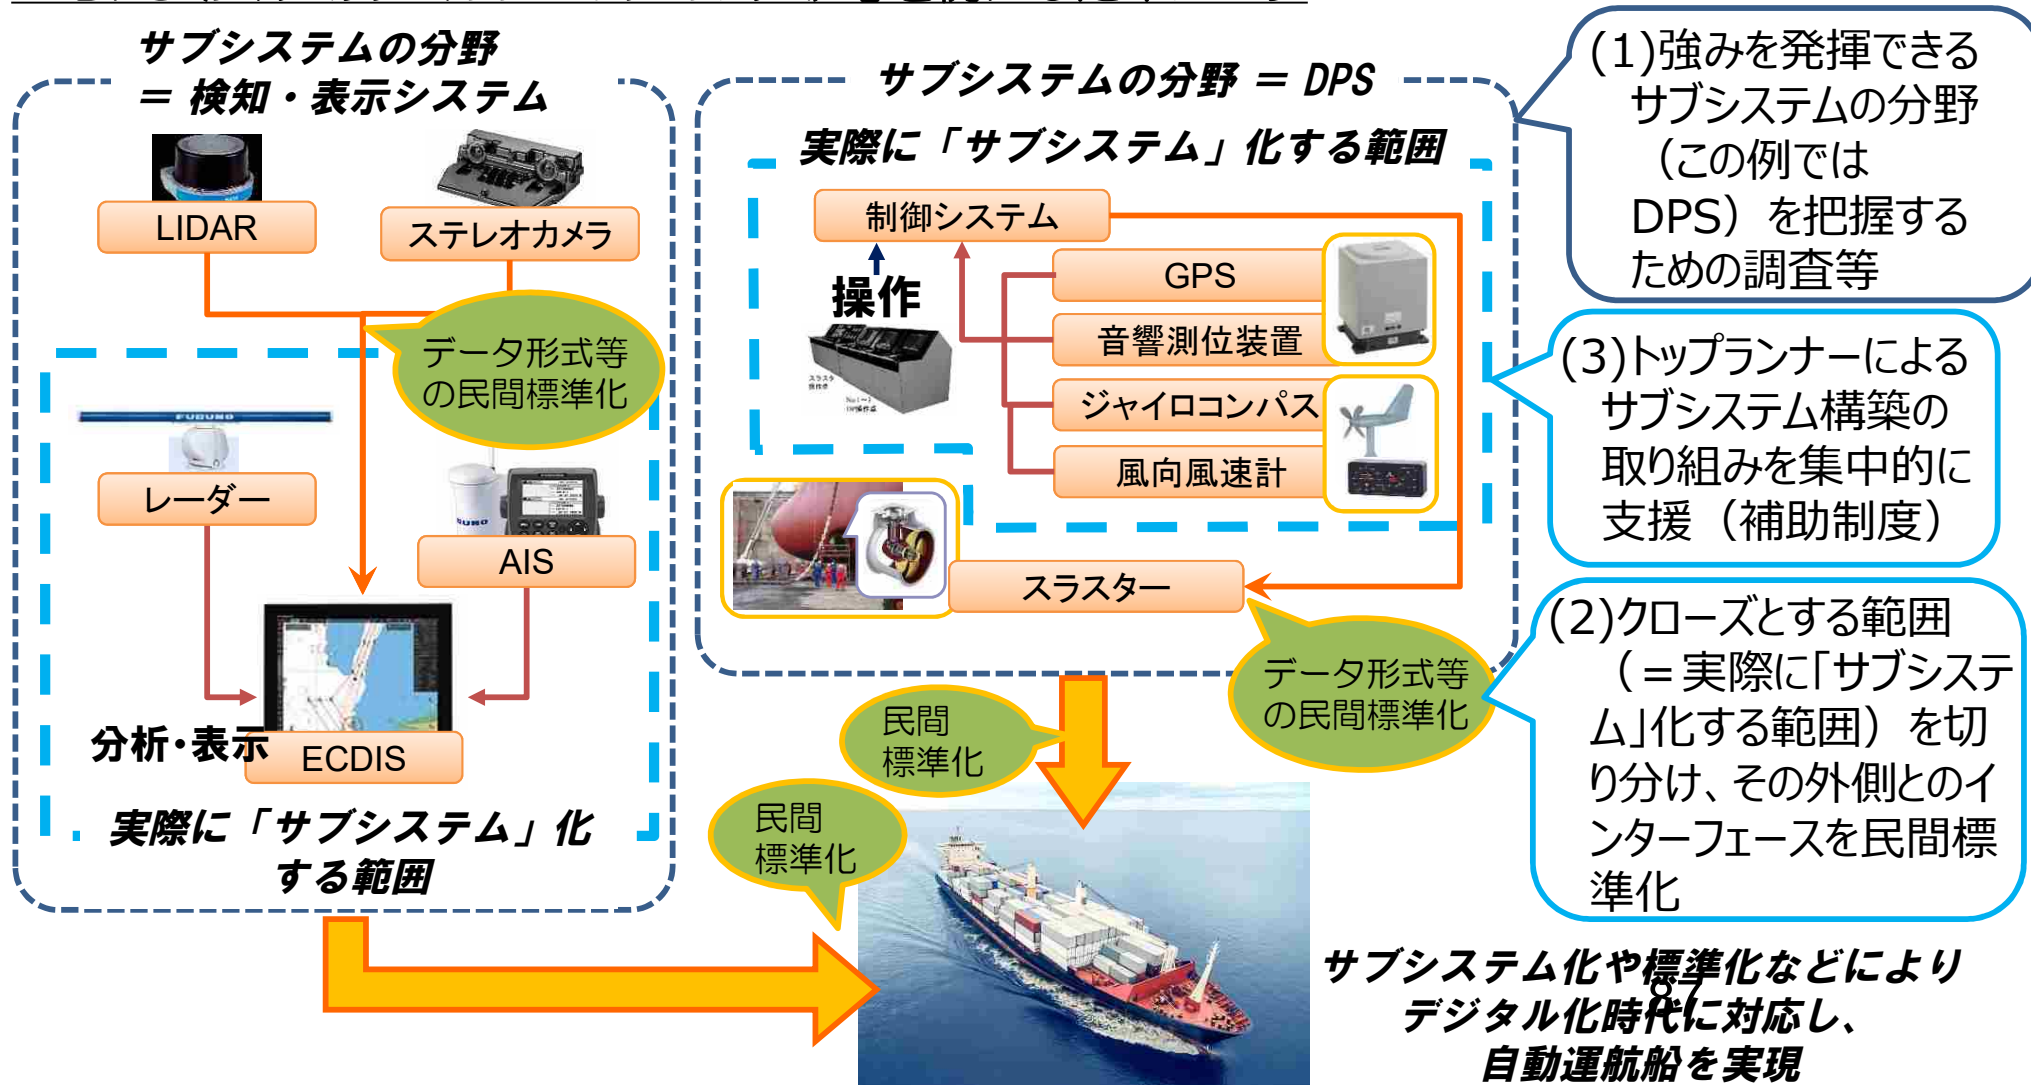 サブシステムの分野
＝ 検知・表示システム
LIDAR
ステレオカメラ
データ形式等
の民間標準化
FURUNO
レーダー
AIS
分析・表示
ECDIS
実際に「サブシステム」化
する範囲
サブシステムの分野 ＝ DPS
実際に「サブシステム」化する範囲
制御システム
操作
GPS
音響測位装置
ジャイロコンパス
風向風速計
スラスター
データ形式等
の民間標準化
民間
標準化
民間
標準化
(1)強みを発揮できる
サブシステムの分野
（この例では
DPS）を把握する
ための調査等
(3)トップランナーによる
サブシステム構築の
取り組みを集中的に
支援（補助制度）
(2)クローズとする範囲
（＝実際に「サブシステ
ム」化する範囲）を切
り分け、その外側とのイ
ンターフェースを民間標
準化
サブシステム化や標準化などにより
デジタル化時代に対応し、
自動運航船を実現
87